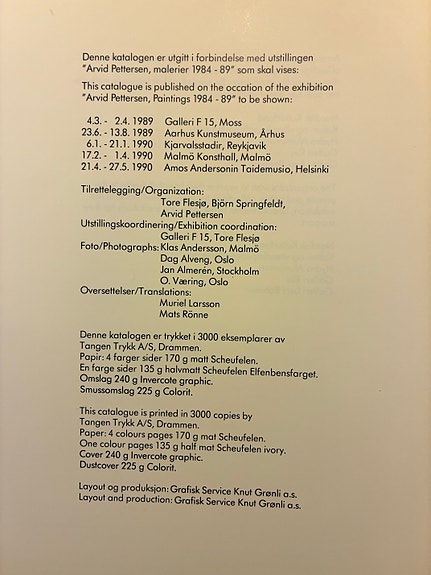 Denne katalogen er utgitt i forbindelse med utstillingen
"Arvid Pettersen, malerier 1984 - 89" som skal vises:
This catalogue is published on the occation of the exhibition
"Arvid Pettersen, Paintings 1984 - 89" to be shown:
4.3. - 2.4. 1989 Galleri F 15, Moss
23.6. - 13.8. 1989 Aarhus Kunstmuseum, Århus
6.1. - 21.1. 1990 Kjarvalsstadir, Reykjavik
17.2. - 1.4. 1990 Malmö Konsthall, Malmö
21.4. - 27.5. 1990 Amos Andersonin Taidemusio, Helsinki
Tilrettelegging/Organization:
Tore Flesjø, Björn Springfeldt,
Arvid Pettersen
Utstillingskoordinering/Exhibition coordination:
Galleri F 15, Tore Flesjø
Foto/Photographs: Klas Andersson, Malmö
Dag Alveng, Oslo
Jan Almerén, Stockholm
O. Væring, Oslo
Oversettelser/Translations:
Muriel Larsson
Mats Rönne
Denne katalogen er trykket i 3000 eksemplarer av
Tangen Trykk A/S, Drammen.
Papir: 4 farger sider 170 g matt Scheufelen.
En farge sider 135 g halvmatt Scheufelen Elfenbensfarget.
Omslag 240 g Invercote graphic.
Smussomslag 225 g Colorit.
This catalogue is printed in 3000 copies by
Tangen Trykk A/S, Drammen.
Paper: 4 colours pages 170 g mat Scheufelen.
One colour pages 135 g half mat Scheufelen ivory.
Cover 240 g Invercote graphic.
Dustcover 225 g Colorit.
Layout og produksjon: Grafisk Service Knut Grønli a.s.
Layout and production: Grafisk Service Knut Grønli a.s.